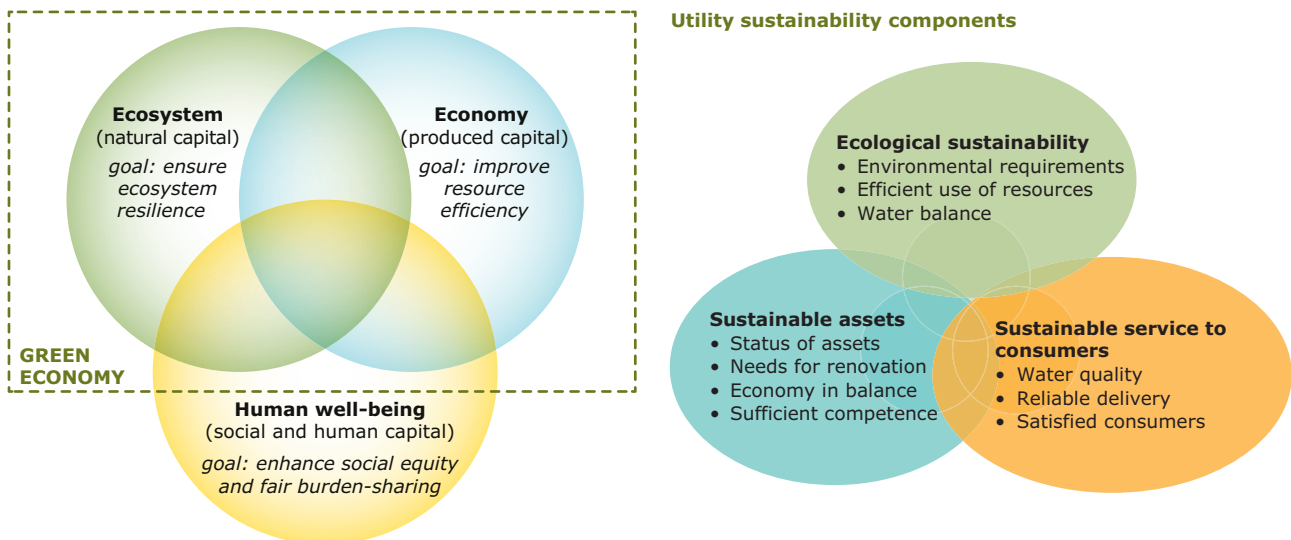 Ecosystem
(natural capital)
goal: ensure
ecosystem
resilience
Economy
(produced capital)
goal: improve
resource
efficiency
GREEN
ECONOMY
Human well-being
(social and human capital)
goal: enhance social equity
and fair burden-sharing
Utility sustainability components
Ecological sustainability
• Environmental requirements
• Efficient use of resources
• Water balance
Sustainable assets
• Status of assets
• Needs for renovation
• Economy in balance
• Sufficient competence
Sustainable service to
consumers
• Water quality
• Reliable delivery
• Satisfied consumers